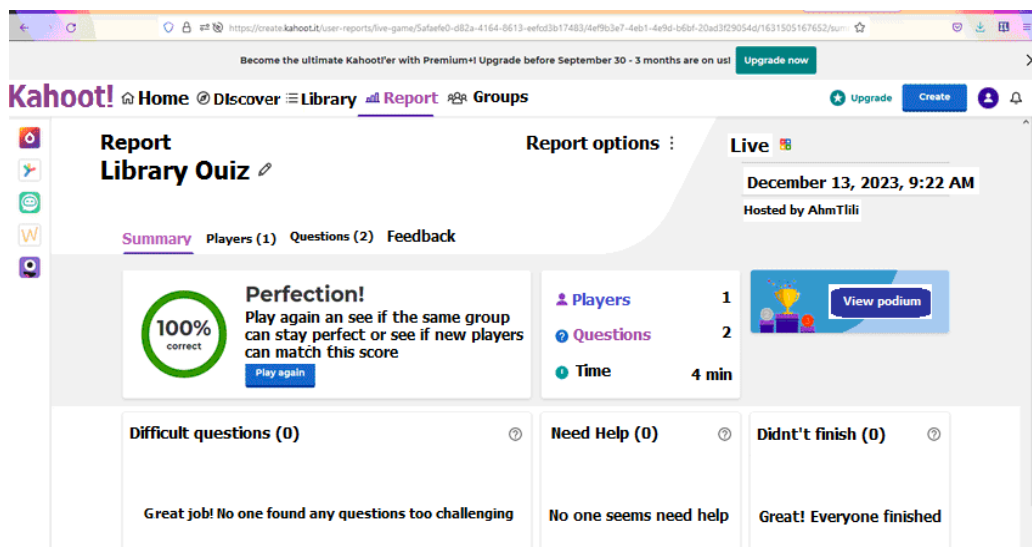 https://create.kahoot.it/user-reports/live-game/5afaefe0-d82a-4164-8613-eefcd3b17483/4ef9b3e7-4eb1-4e9d-b6bf-20ad3f29054d/1631505167652/sum
Become the ultimate Kahoot!'er with Premium+! Upgrade before September 30 - 3 months are on us! Upgrade now
Kahoot! Home DIscover Library Report Groups Upgrade Create
Report Report options Live
Library Ouiz
December 13, 2023, 9:22 AM
Hosted by AhmTlili
Summary Players (1) Questions (2) Feedback
Perfection!
Play again an see if the same group
can stay perfect or see if new players
can match this score
Play again
100%
correct
Players 1
Questions 2
Time 4 min
View podium
Difficult questions (0)
Great job! No one found any questions too challenging
Need Help (0)
No one seems need help
Didnt't finish (0)
Great! Everyone finished
W